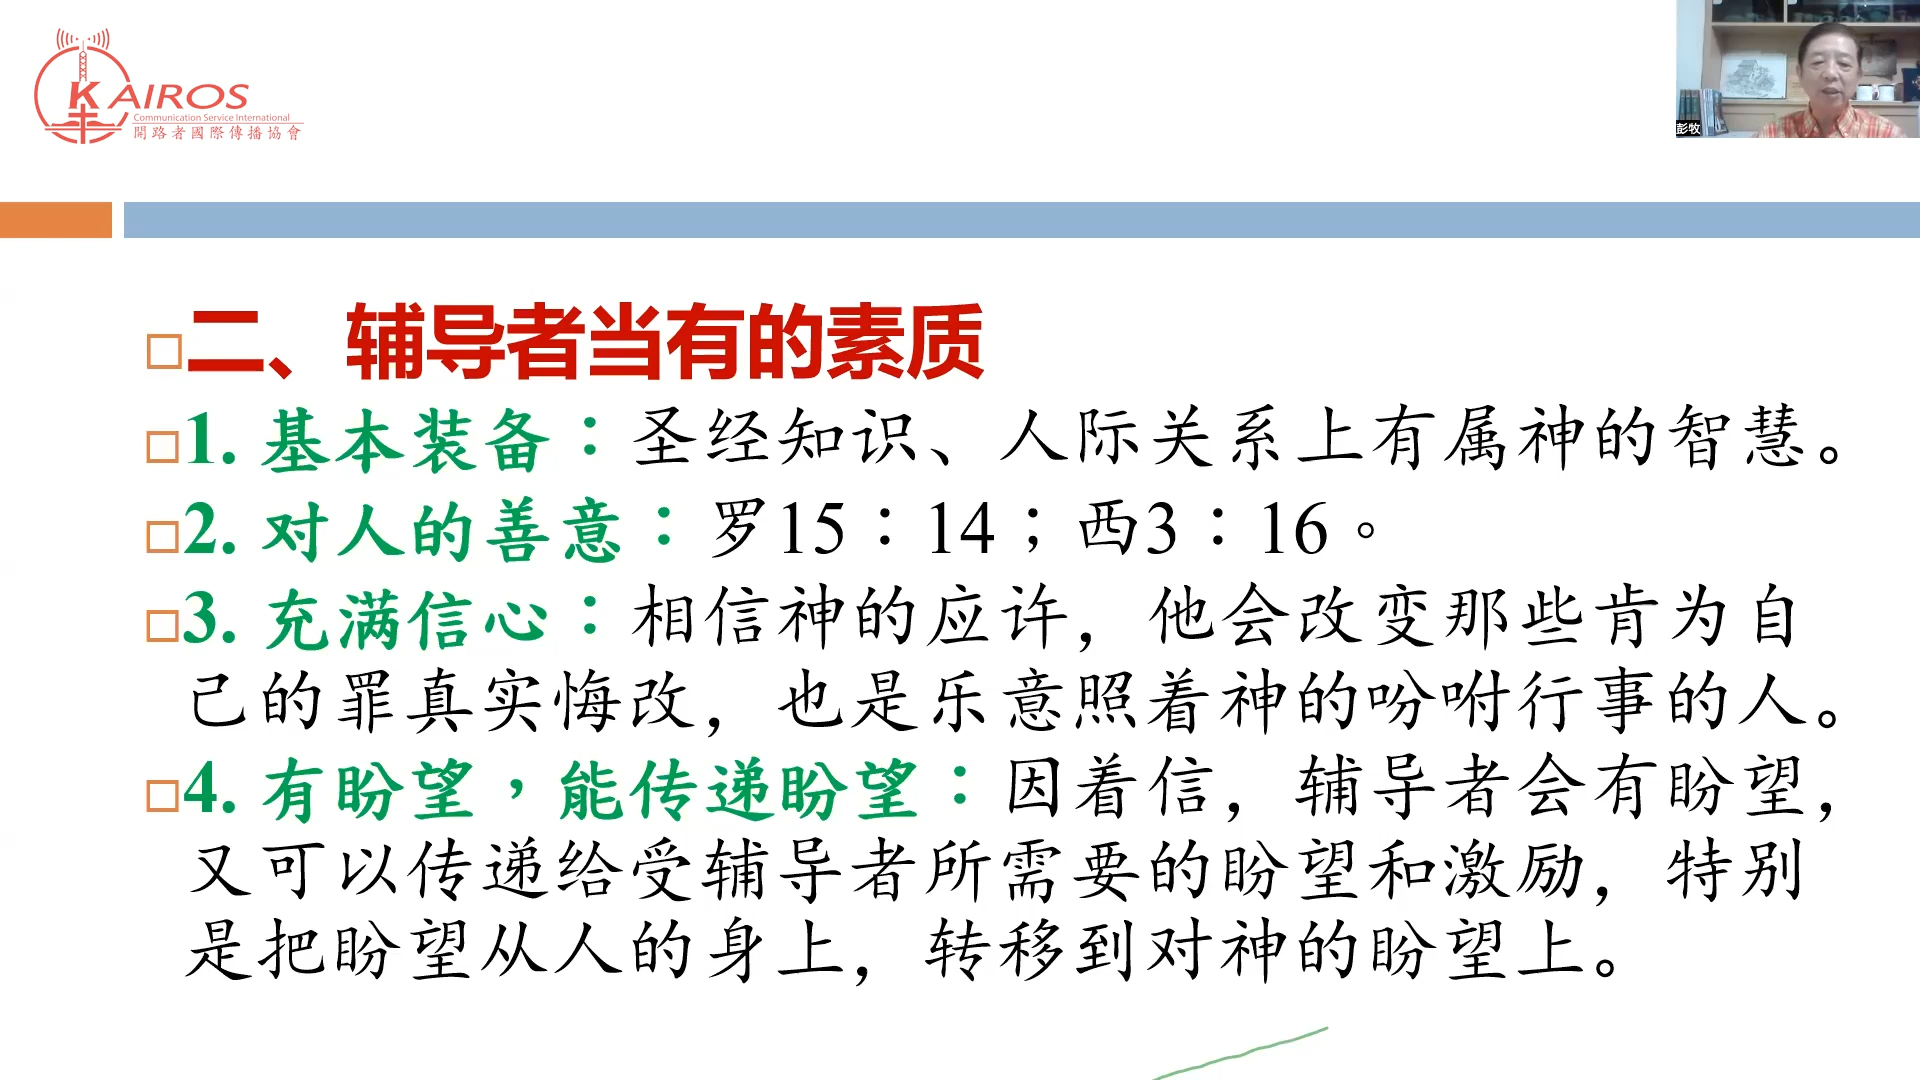 KAIROS
Communication Service International
開路者國際傳播協會
彭牧
二、辅导者当有的素质
1. 基本装备：圣经知识、人际关系上有属神的智慧。
2. 对人的善意：罗15：14；西3：16。
3. 充满信心：相信神的应许，他会改变那些肯为自
己的罪真实悔改，也是乐意照着神的吩咐行事的人。
4. 有盼望，能传递盼望：因着信，辅导者会有盼望，
又可以传递给受辅导者所需要的盼望和激励，特别
是把盼望从人的身上，转移到对神的盼望上。